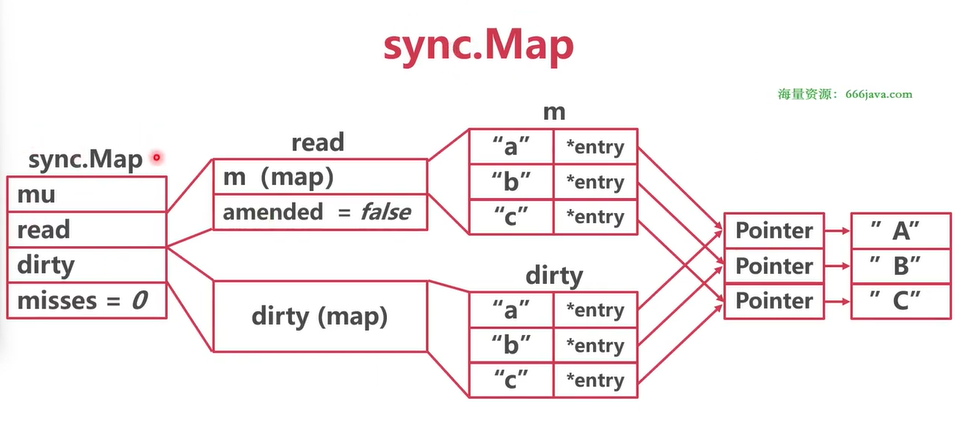 sync.Map
海量资源：666java.com
sync.Map
mu
read
dirty
misses = 0
read
m (map)
amended = false
dirty (map)
m
“a” *entry
“b” *entry
“c” *entry
dirty
“a” *entry
“b” *entry
“c” *entry
Pointer ” A”
Pointer ” B”
Pointer ” C”